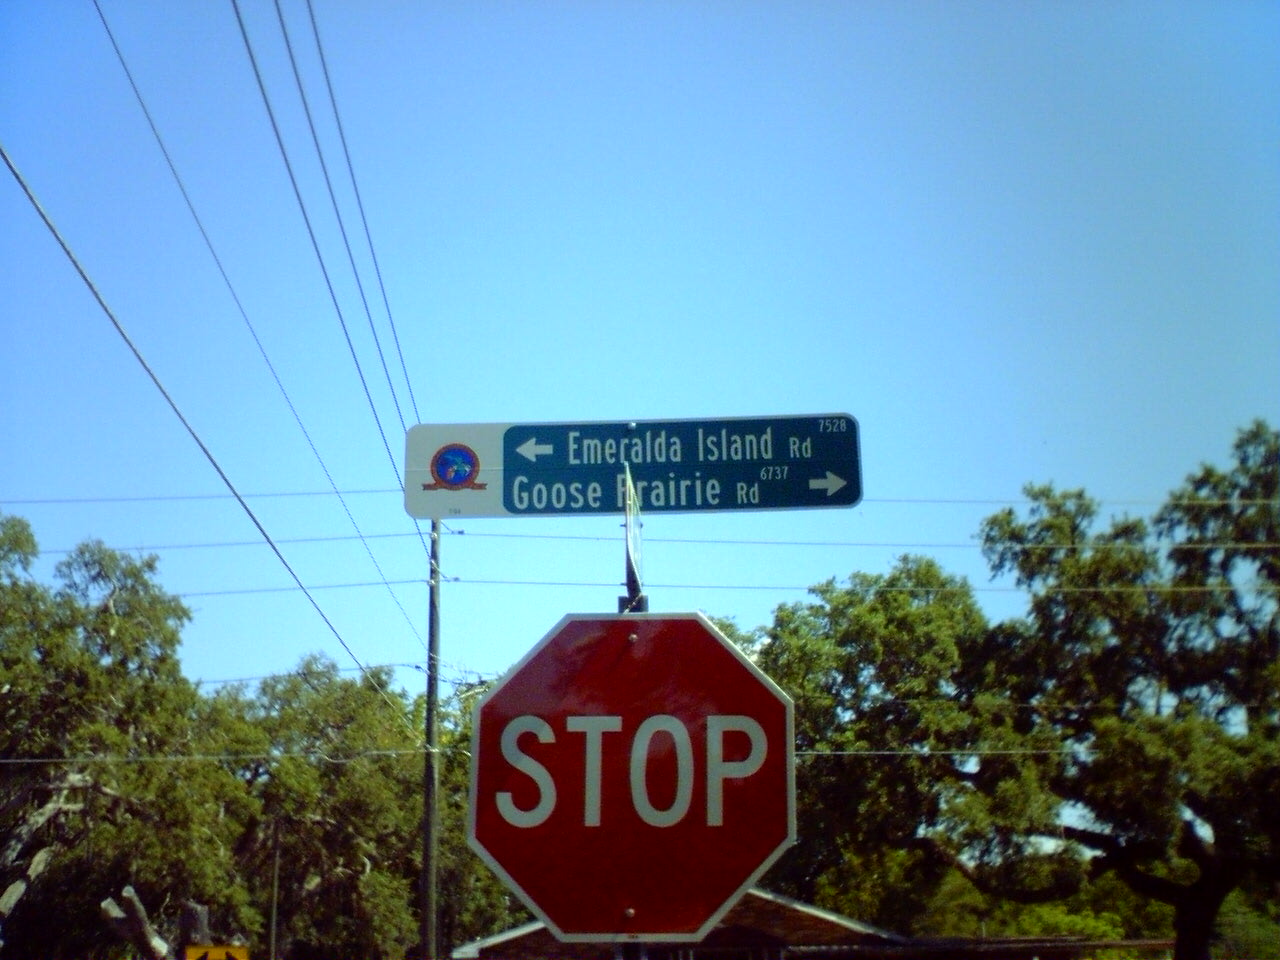 7528
Emeralda Island Rd
Goose Prairie Rd 6737
STOP